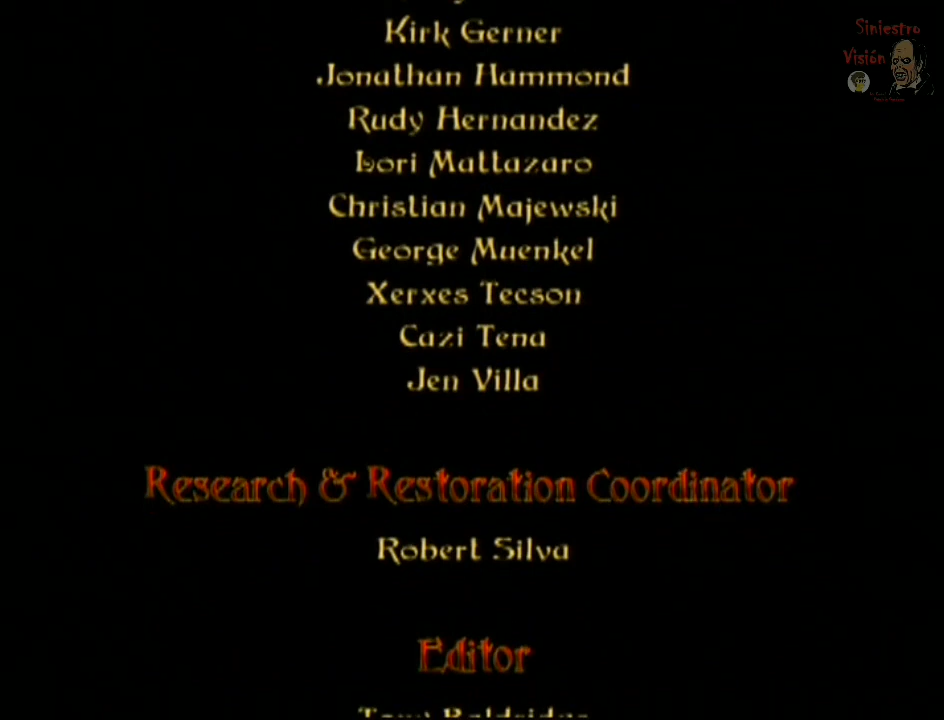 Siniestro
Visión
Kirk Gerner
Jonathan Hammond
Rudy Hernandez
Lori Mattazaro
Christian Majewski
George Muenkel
Xerxes Tecson
Cazi Tena
Jen Villa
Research & Restoration Coordinator
Robert Silva
Editor